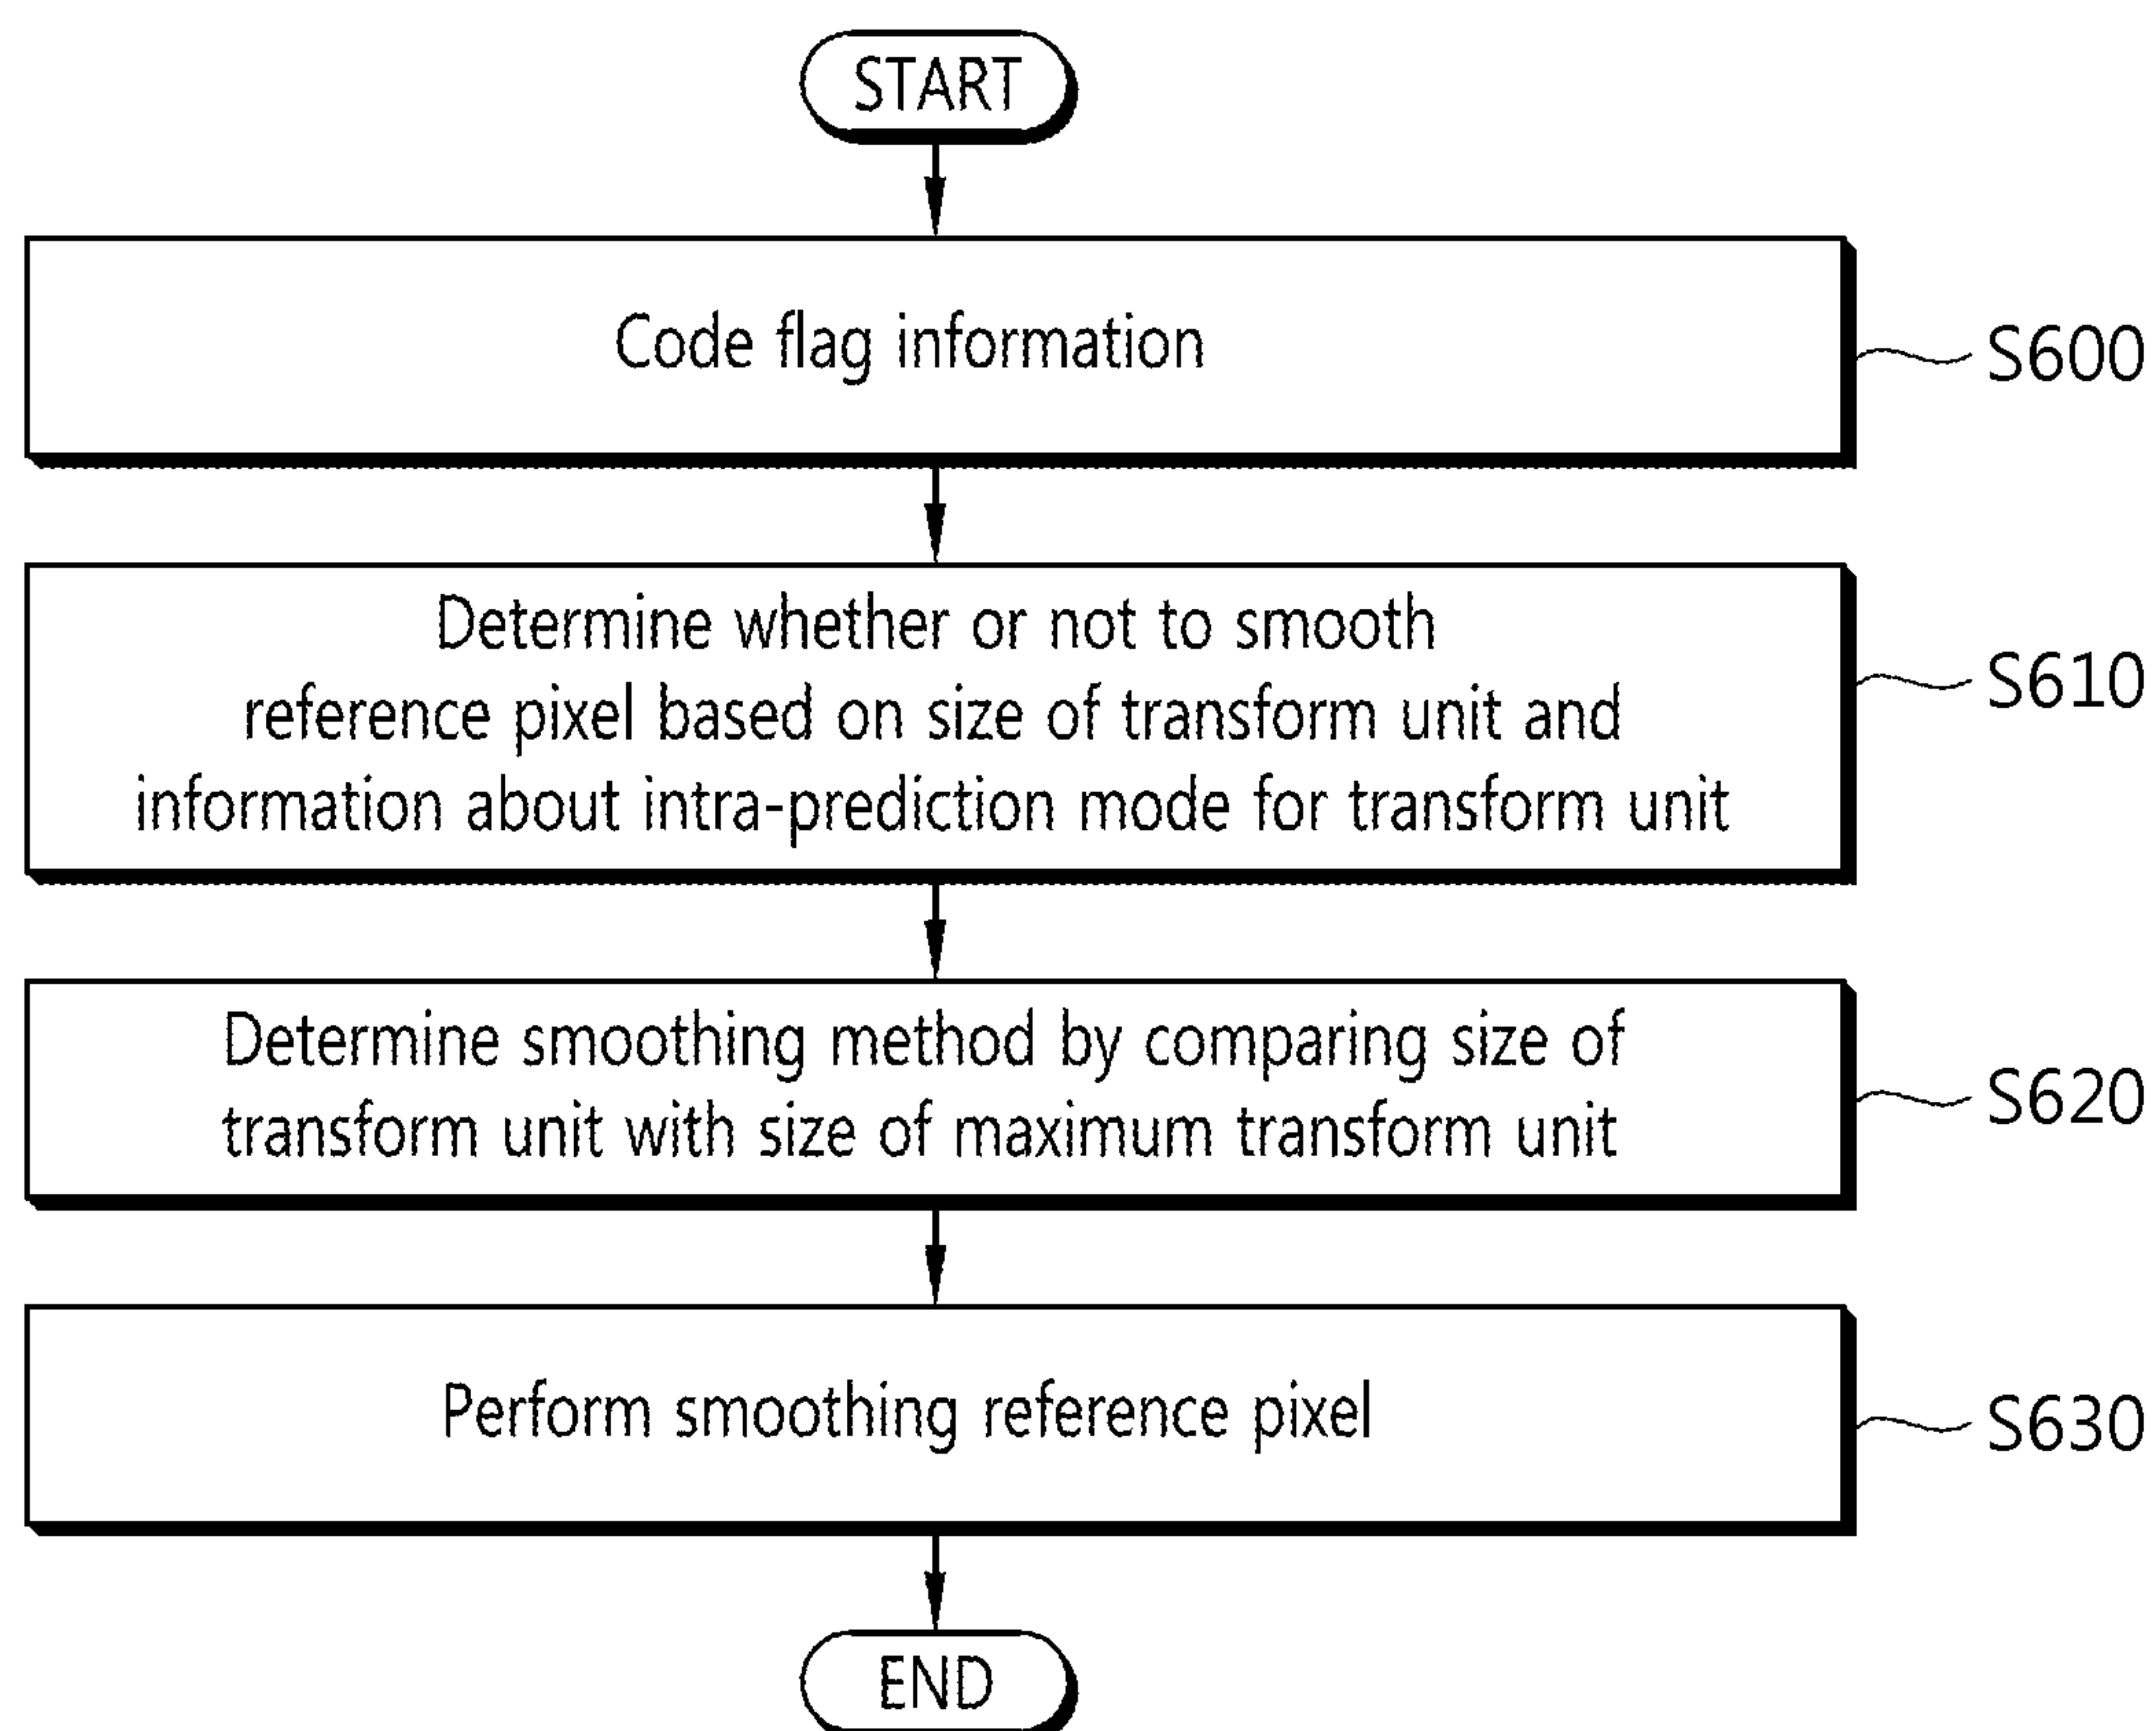 START
Code flag information
S600
Determine whether or not to smooth
reference pixel based on size of transform unit and
information about intra-prediction mode for transform unit
S610
Determine smoothing method by comparing size of
transform unit with size of maximum transform unit
S620
Perform smoothing reference pixel
S630
END